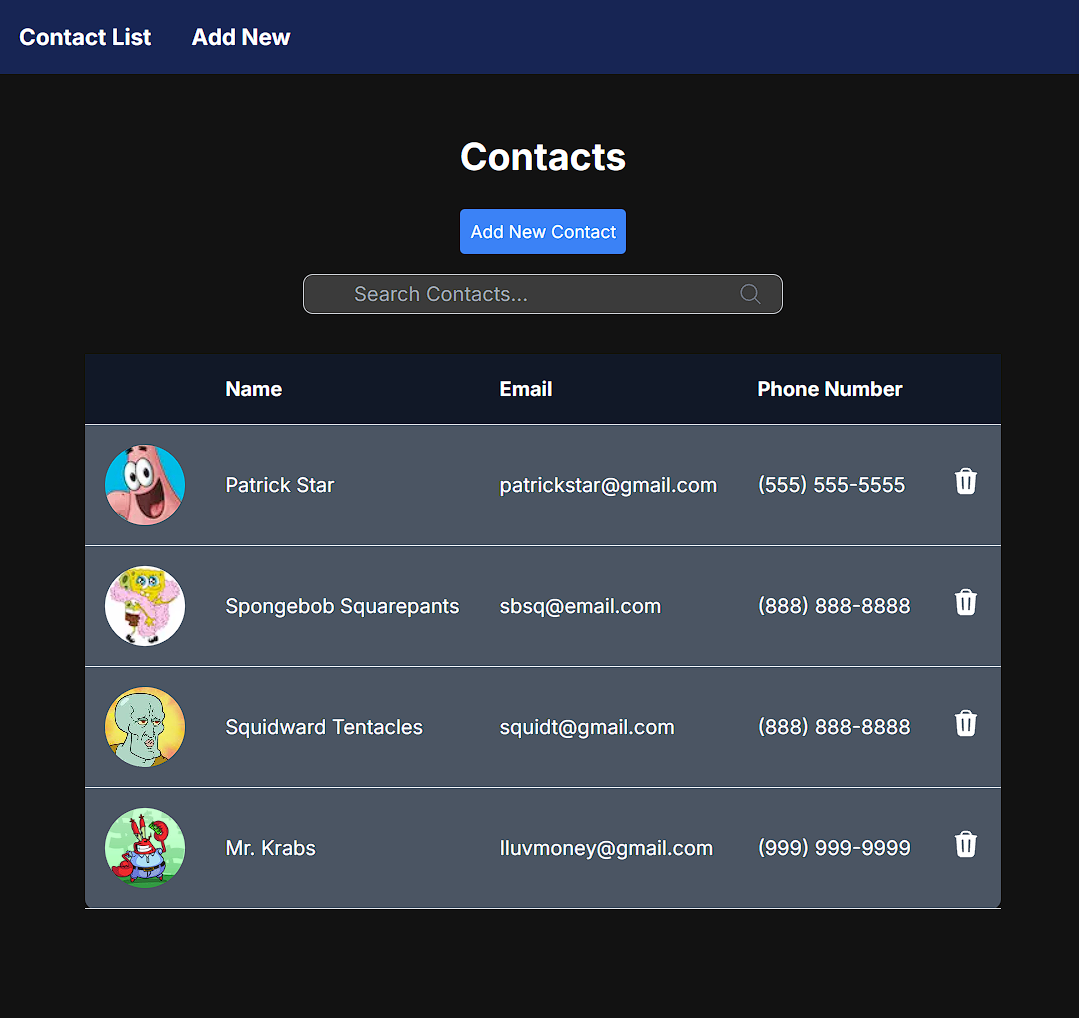 Contact List Add New
Contacts
Add New Contact
Search Contacts...
Name Email Phone Number
Patrick Star patrickstar@gmail.com (555) 555-5555
Spongebob Squarepants sbsq@email.com (888) 888-8888
Squidward Tentacles squidt@gmail.com (888) 888-8888
Mr. Krabs Iluvmoney@gmail.com (999) 999-9999